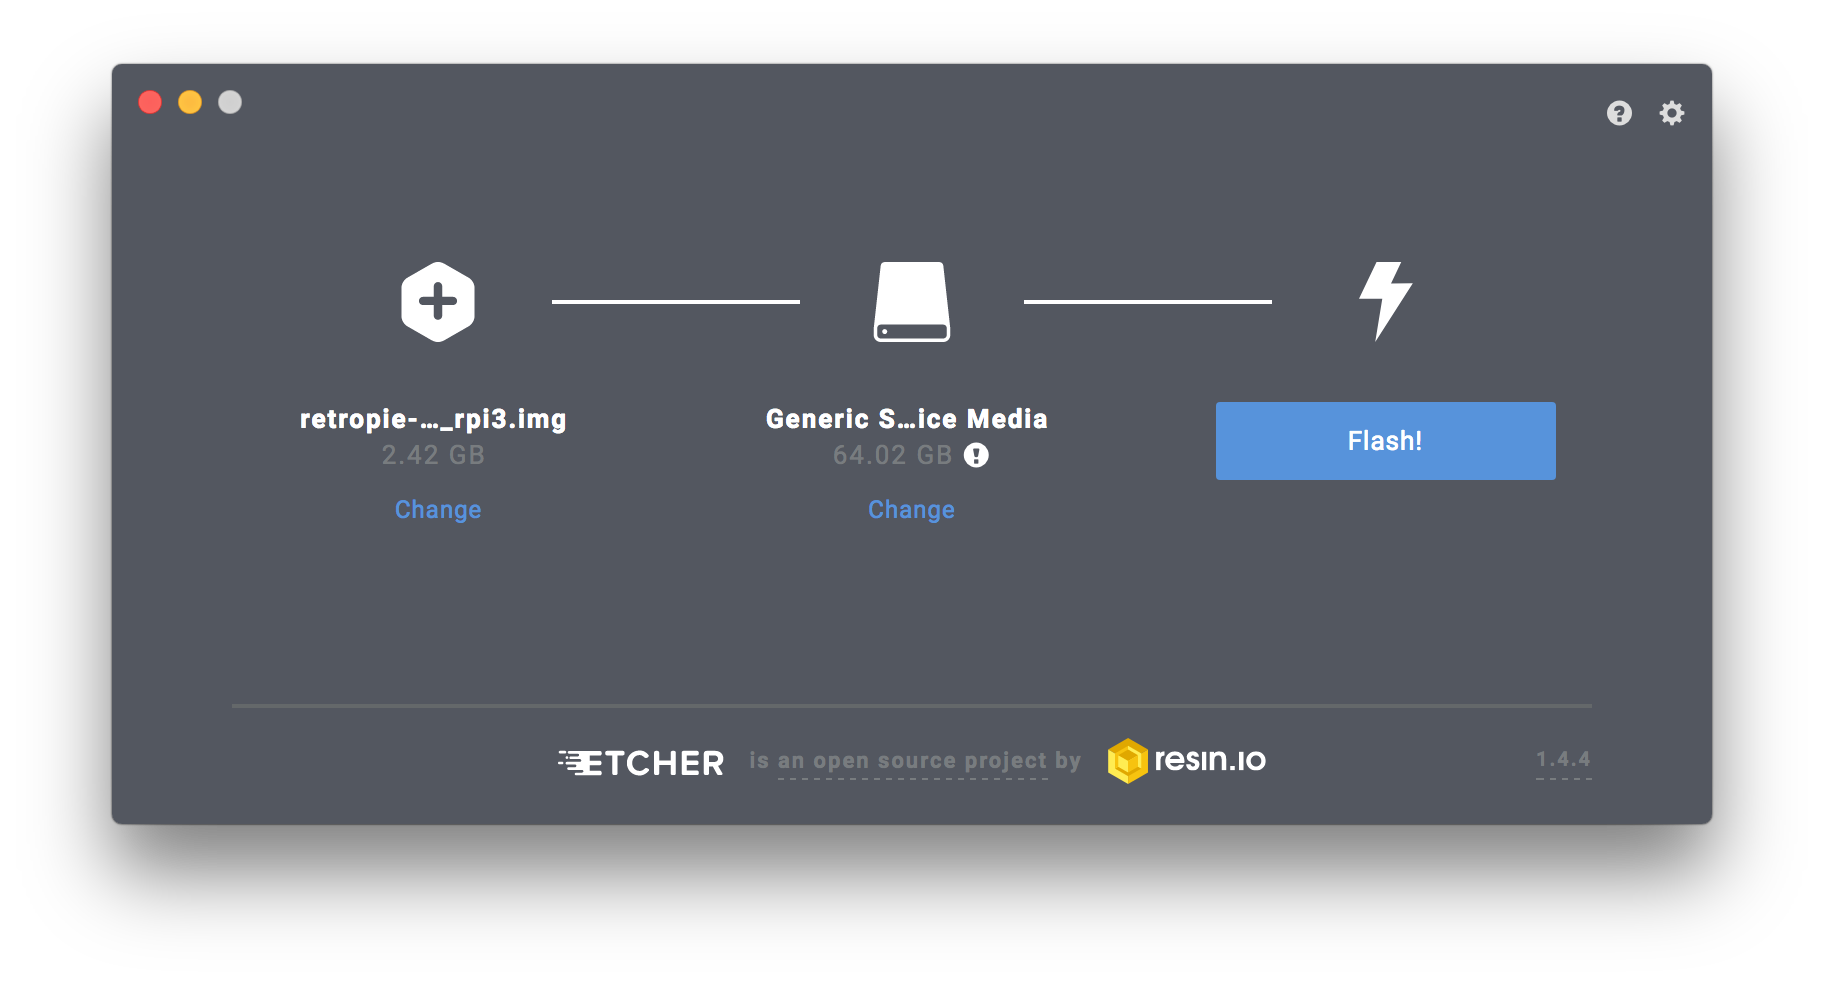 retropie-..._rpi3.img
2.42 GB
Change
Generic S...ice Media
64.02 GB
Change
Flash!
ETCHER is an open source project by resin.io
1.4.4